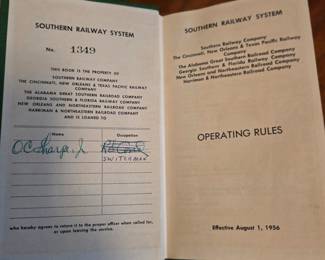 SOUTHERN RAILWAY SYSTEM
No. 1349
THIS BOOK IS THE PROPERTY OF
SOUTHERN RAILWAY COMPANY
THE CINCINNATI, NEW ORLEANS & TEXAS PACIFIC RAILWAY
COMPANY
THE ALABAMA GREAT SOUTHERN RAILROAD COMPANY
GEORGIA SOUTHERN & FLORIDA RAILWAY COMPANY
NEW ORLEANS AND NORTHEASTERN RAILROAD COMPANY
HARRIMAN & NORTHEASTERN RAILROAD COMPANY
AND IS LOANED TO
Name Occupation
O.C. Sharpe, Jr.
SWITCHMAN
who hereby agrees to return it to the proper officer when called for,
or upon leaving the service.
SOUTHERN RAILWAY SYSTEM
Southern Railway Company
The Cincinnati, New Orleans & Texas Pacific Railway
Company
The Alabama Great Southern Railroad Company
Georgia Southern & Florida Railway Company
New Orleans and Northeastern Railroad Company
Harriman & Northeastern Railroad Company
OPERATING RULES
Effective August 1, 1956